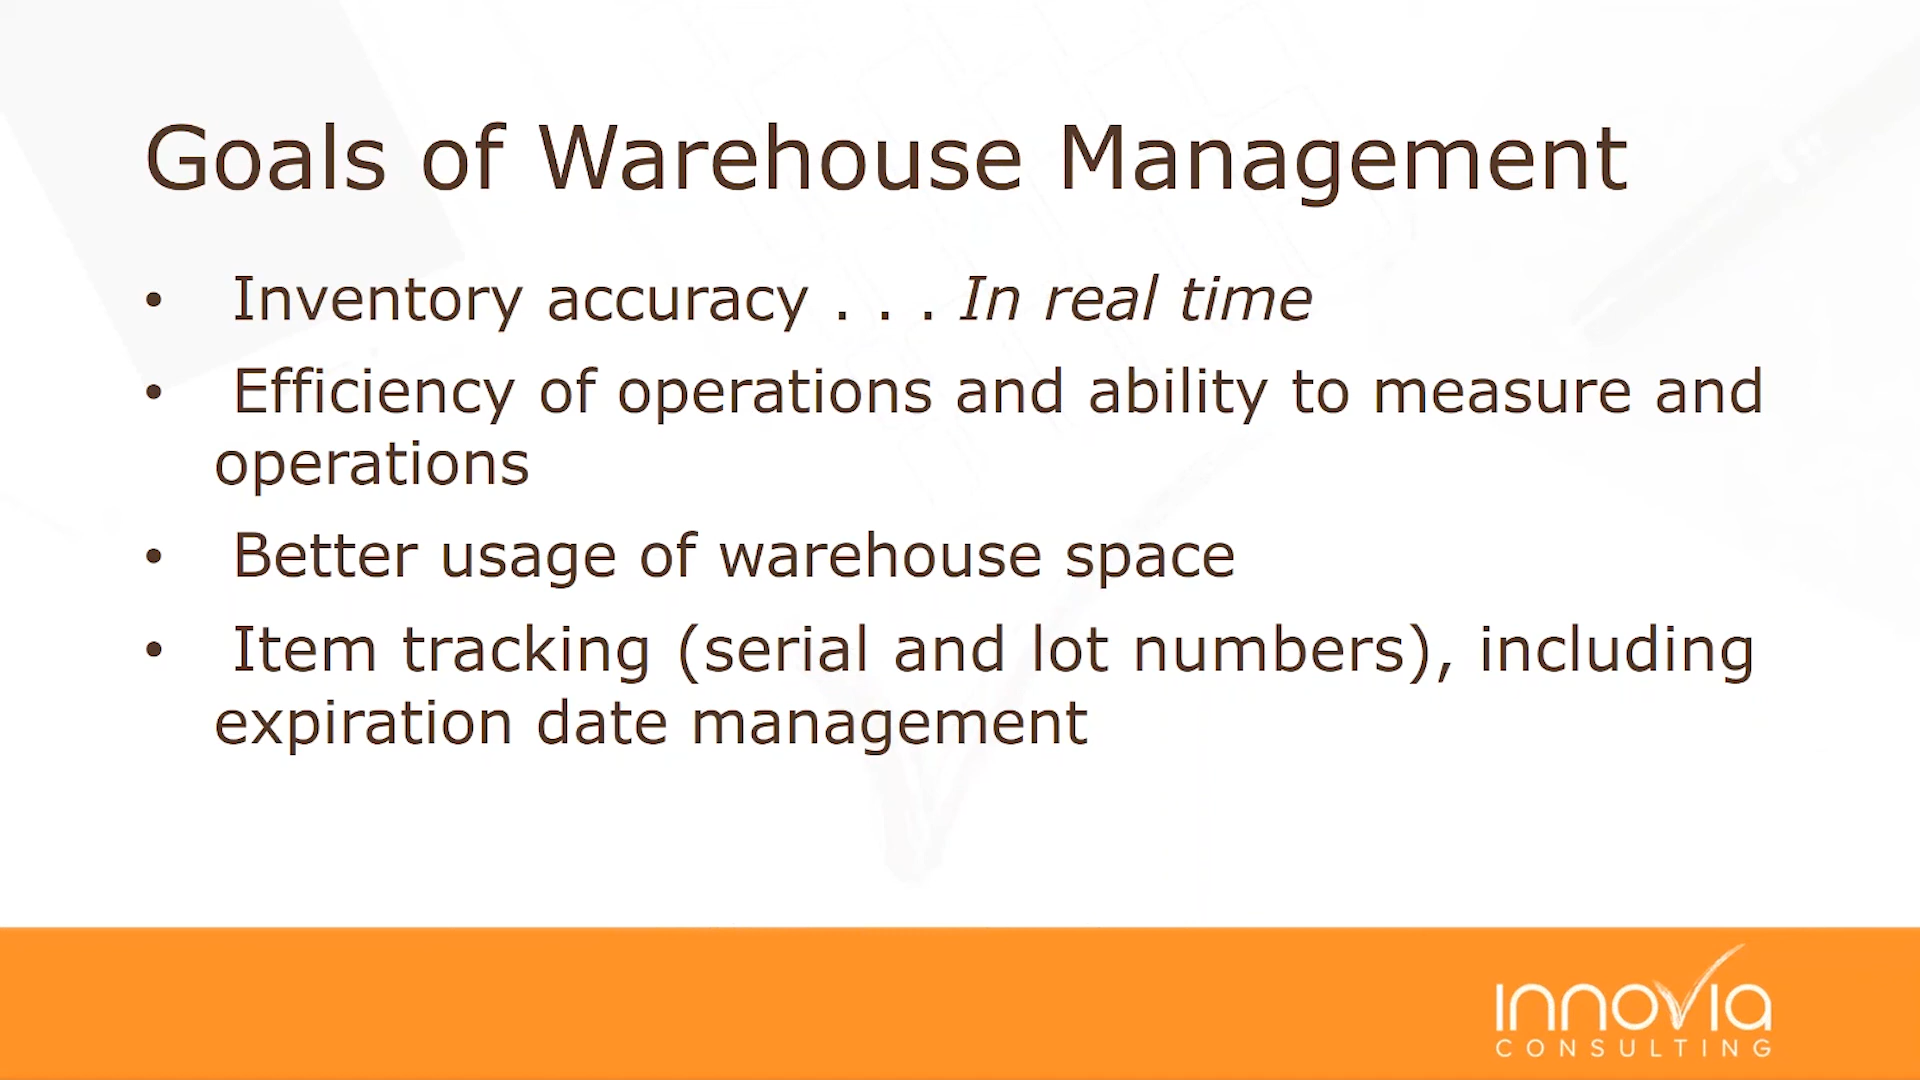 Goals of Warehouse Management
• Inventory accuracy . . . In real time
• Efficiency of operations and ability to measure and
operations
• Better usage of warehouse space
• Item tracking (serial and lot numbers), including
expiration date management
innovia
CONSULTING